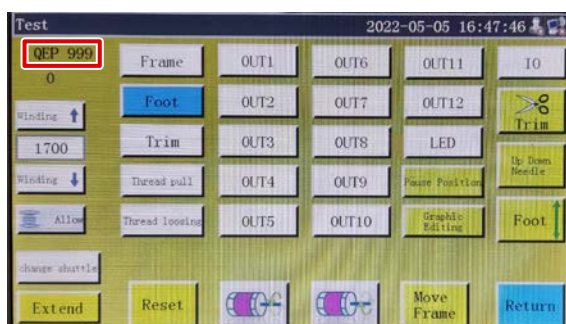 Test 2022-05-05 16:47:46
QEP 999 Frame OUT1 OUT6 OUT11 IO
0
Foot OUT2 OUT7 OUT12 Trim
Winding
1700 Trim OUT3 OUT8 LED Up Down
Needle
Winding Thread pull OUT4 OUT9 Pause Position
Allow Thread loosing OUT5 OUT10 Graphic
Editing Foot
change shuttle
Extend Reset Move
Frame Return